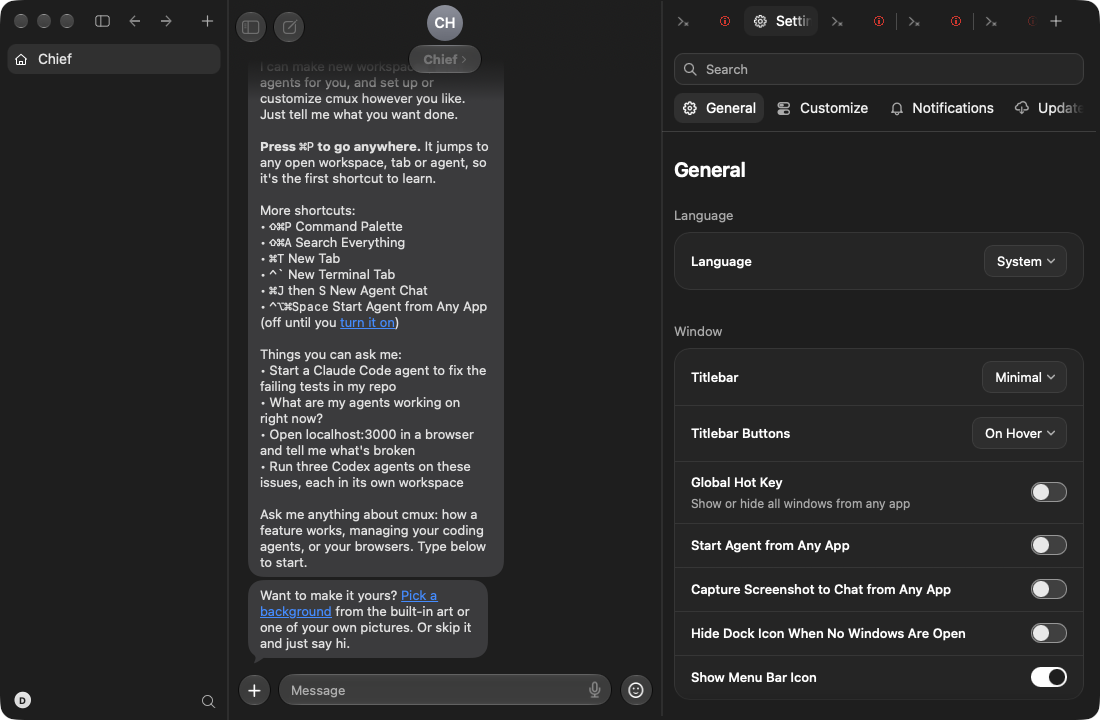 Chief
CH
Chief ›
I can make new workspaces
agents for you, and set up or
customize cmux however you like.
Just tell me what you want done.
Press ⌘P to go anywhere. It jumps to
any open workspace, tab or agent, so
it's the first shortcut to learn.
More shortcuts:
• ⇧⌘P Command Palette
• ⇧⌘A Search Everything
• ⌘T New Tab
• ^` New Terminal Tab
• ⌘J then S New Agent Chat
• ^⌥⌘Space Start Agent from Any App
(off until you turn it on)
Things you can ask me:
• Start a Claude Code agent to fix the
failing tests in my repo
• What are my agents working on
right now?
• Open localhost:3000 in a browser
and tell me what's broken
• Run three Codex agents on these
issues, each in its own workspace
Ask me anything about cmux: how a
feature works, managing your coding
agents, or your browsers. Type below
to start.
Want to make it yours? Pick a
background from the built-in art or
one of your own pictures. Or skip it
and just say hi.
Message
D
Settin
Search
General
Customize
Notifications
Update
General
Language
Language
System
Window
Titlebar
Minimal
Titlebar Buttons
On Hover
Global Hot Key
Show or hide all windows from any app
Start Agent from Any App
Capture Screenshot to Chat from Any App
Hide Dock Icon When No Windows Are Open
Show Menu Bar Icon